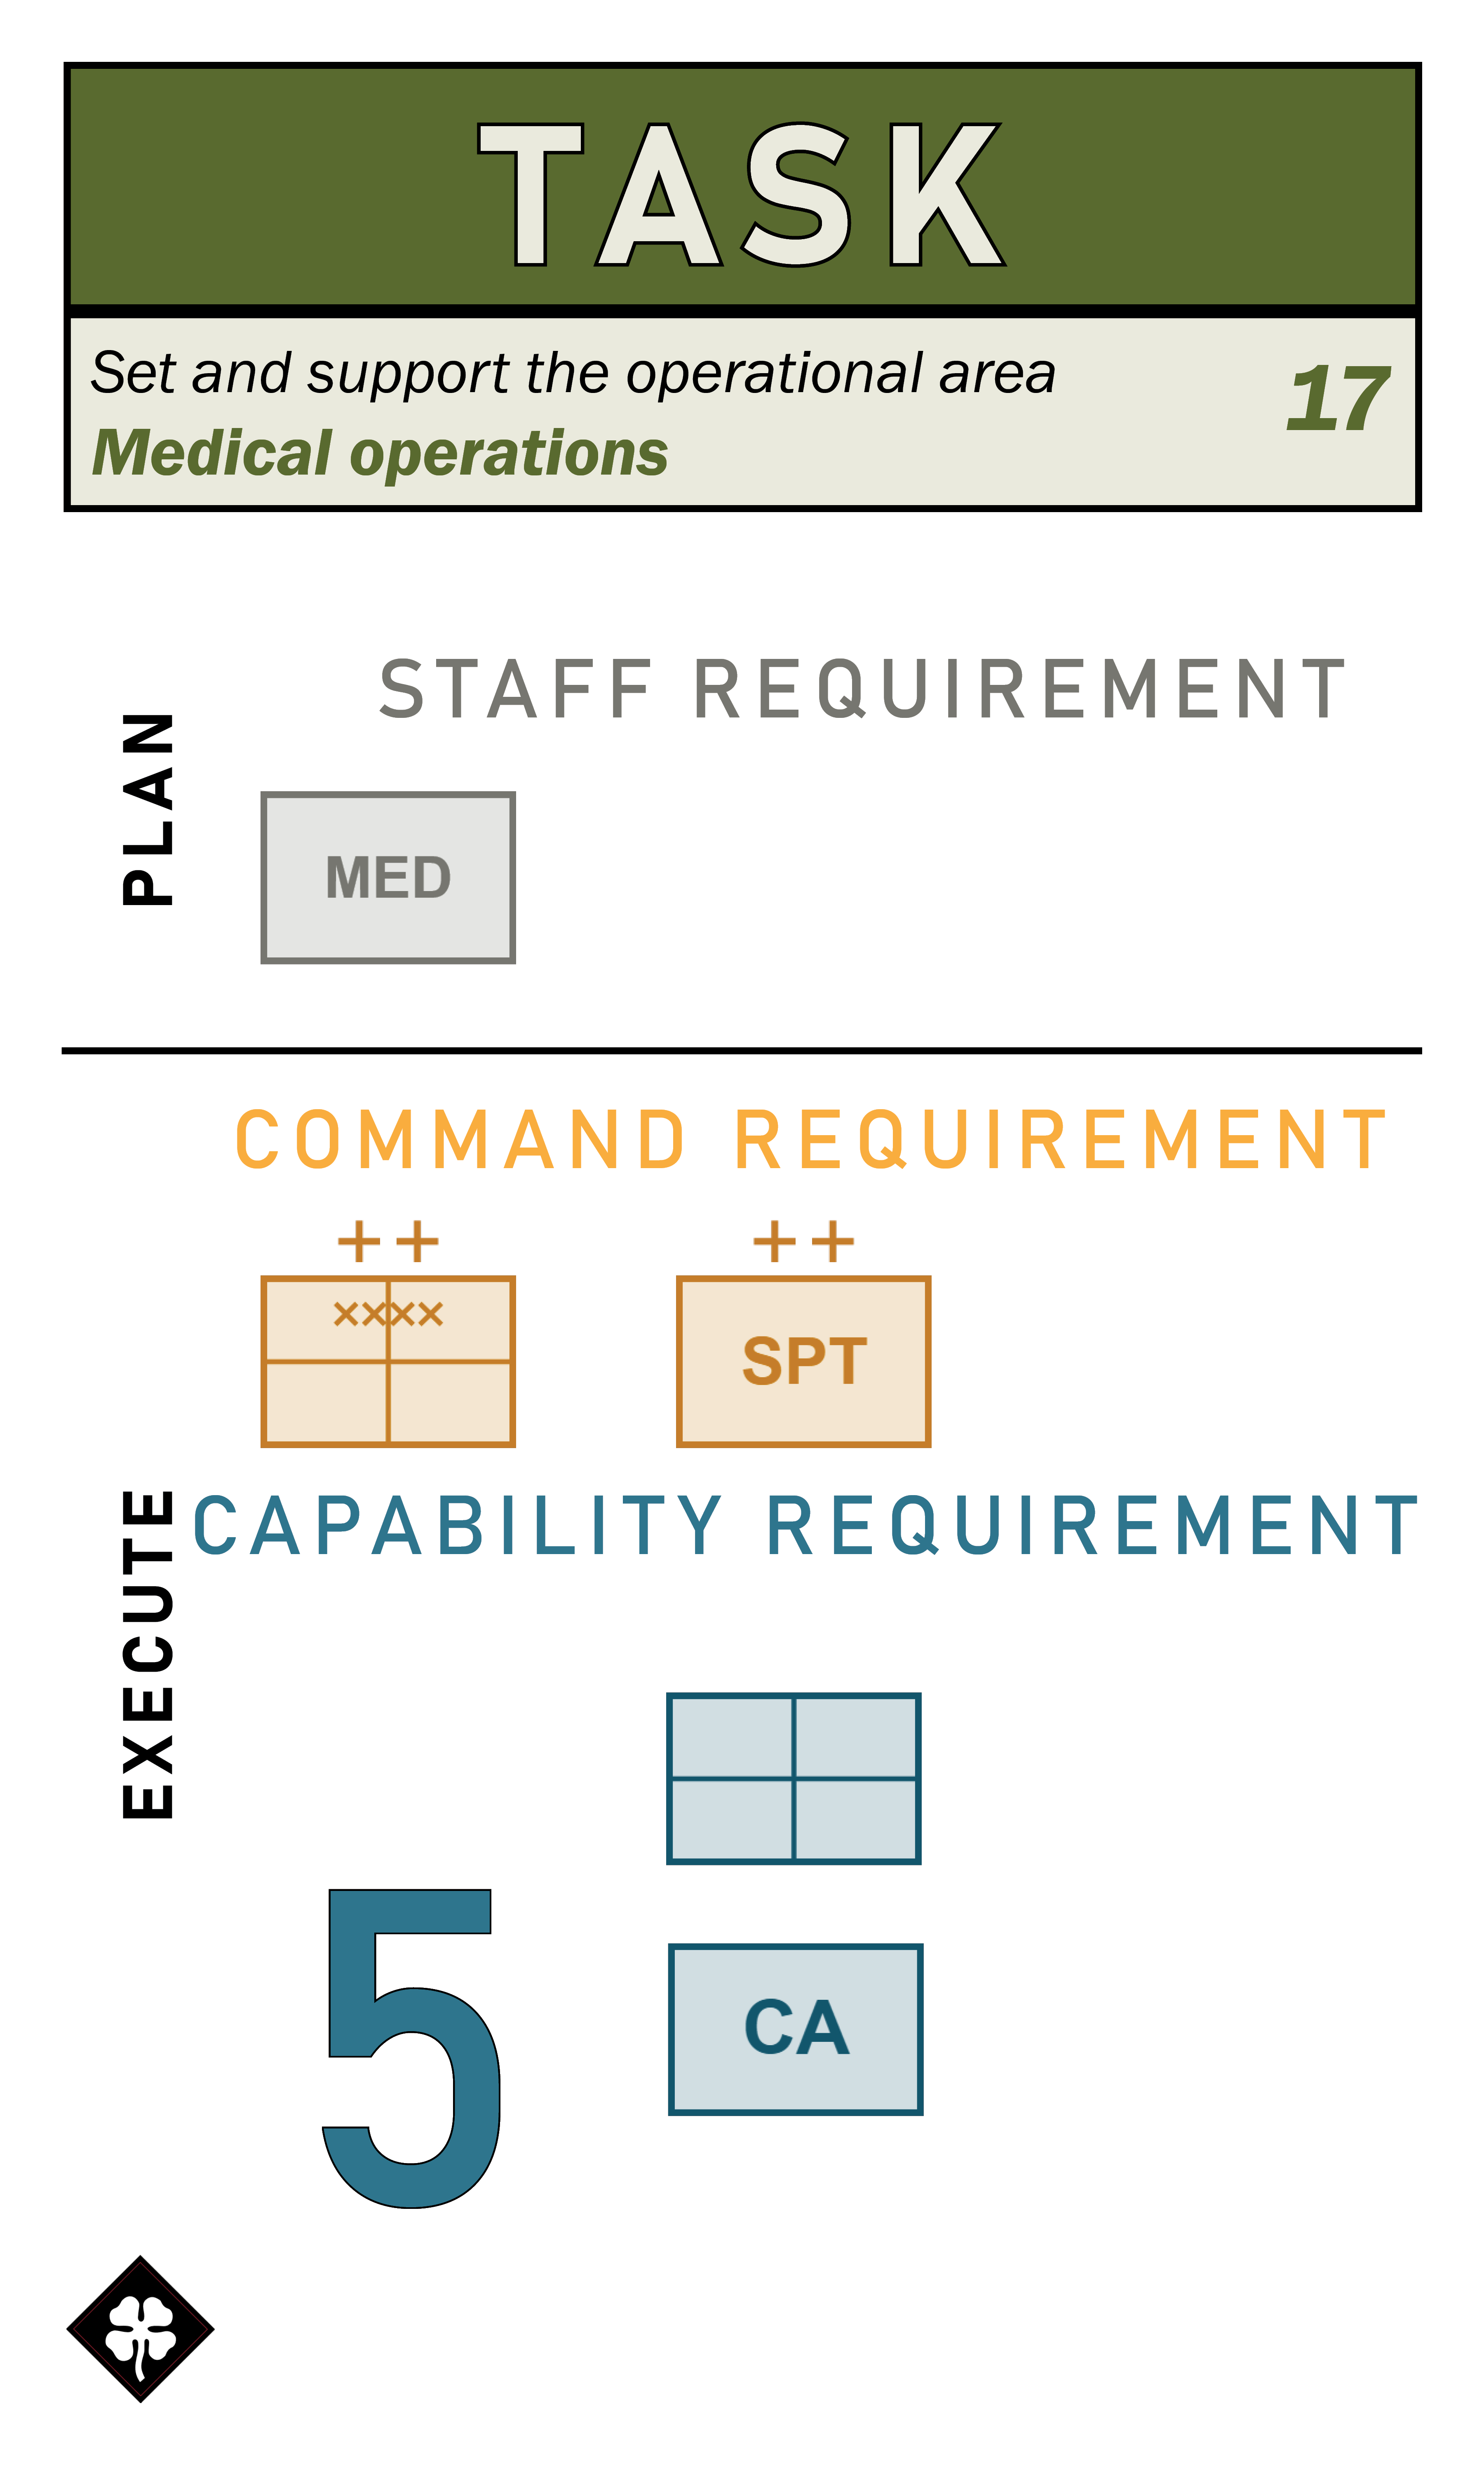 TASK
Set and support the operational area
Medical operations
17
PLAN
STAFF REQUIREMENT
MED
EXECUTE
COMMAND REQUIREMENT
++
××××
++
SPT
CAPABILITY REQUIREMENT
5
CA